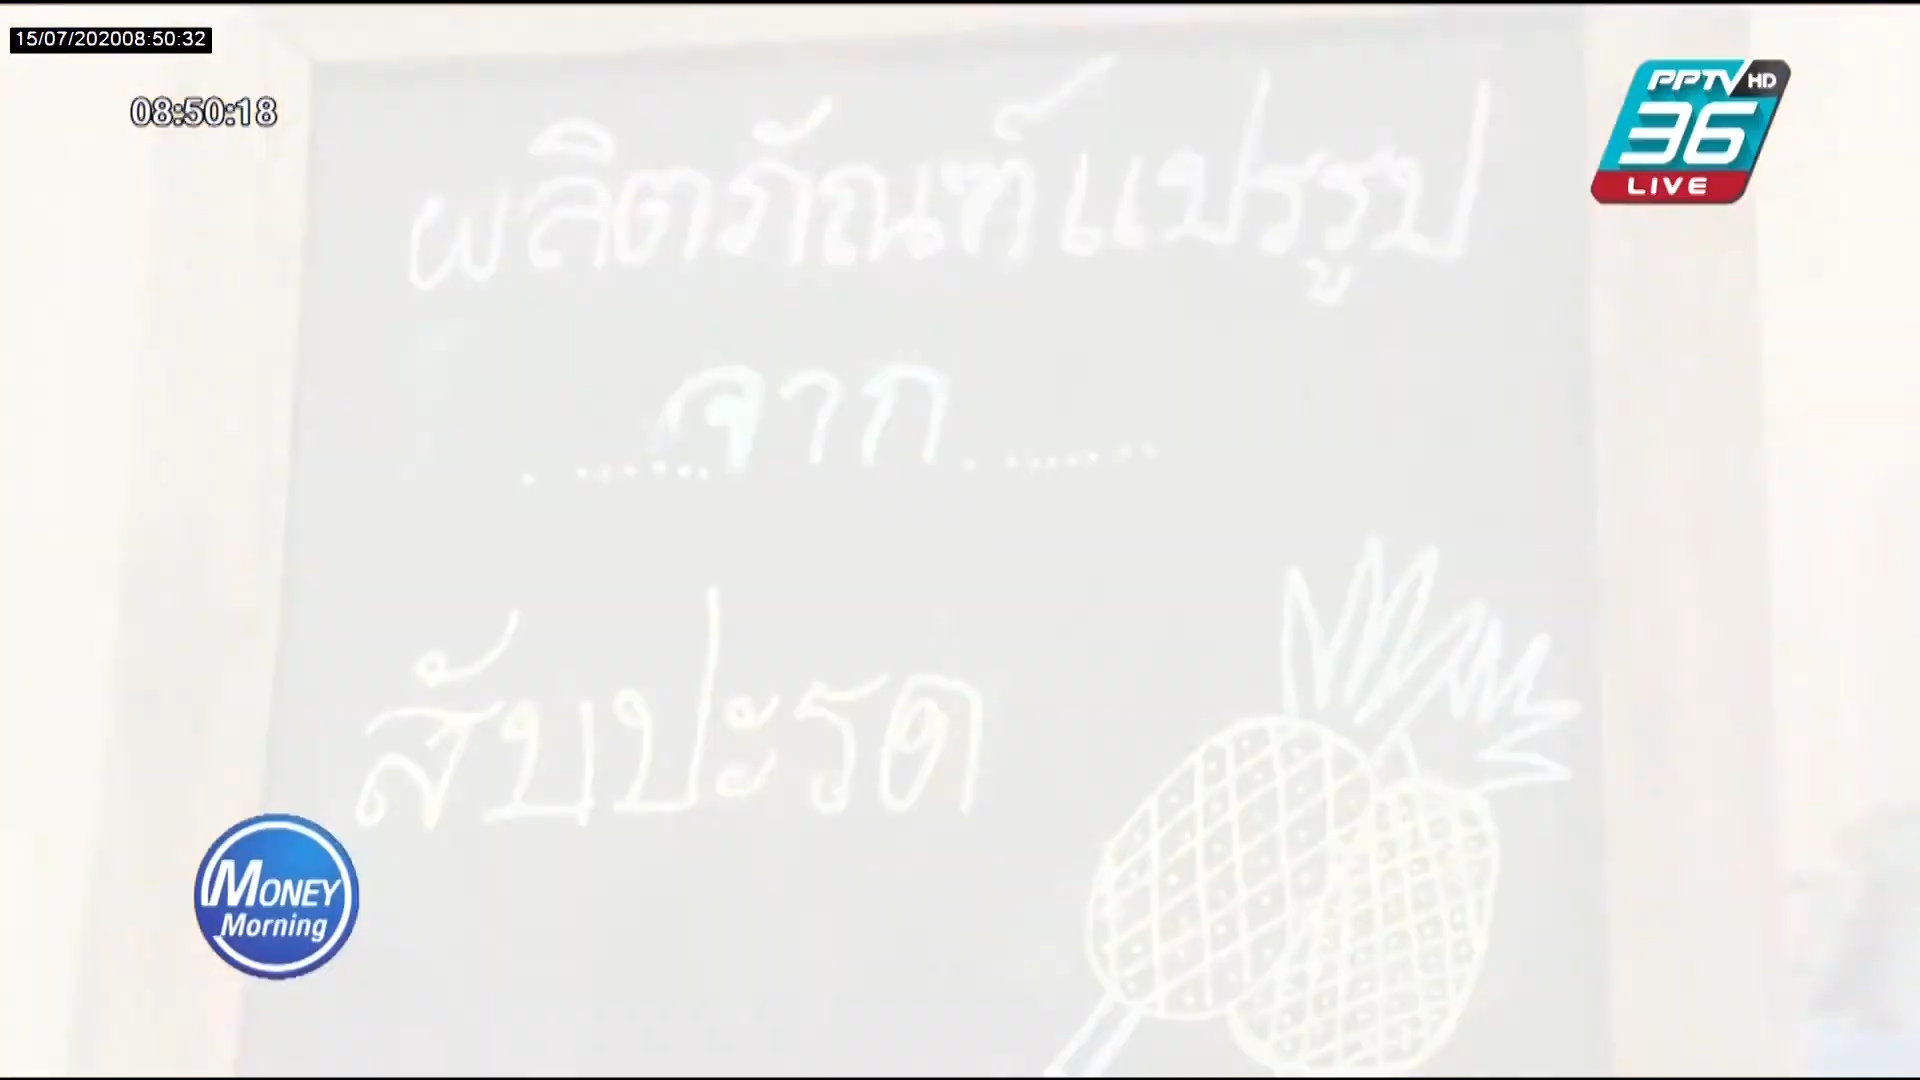 15/07/202008:50:32
08:50:18
PPTV HD
36
LIVE
ผลิตภัณฑ์แปรรูป
......จาก.........
สับปะรด
MONEY
Morning